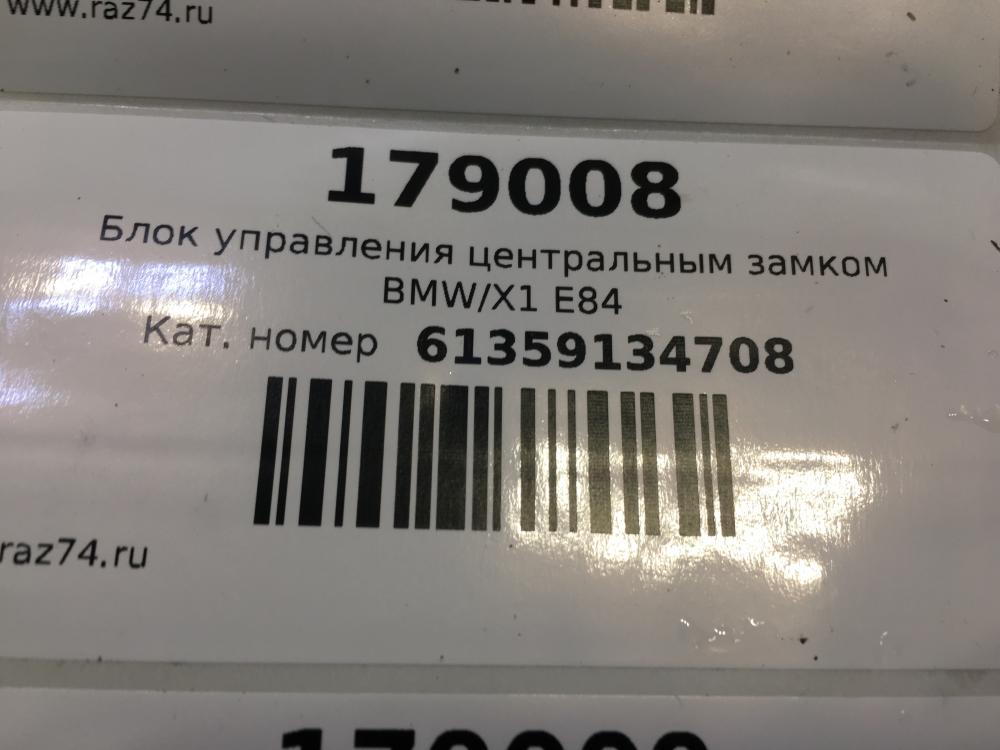 www.raz74.ru
179008
Блок управления центральным замком
BMW/X1 E84
Кат. номер 61359134708
raz74.ru